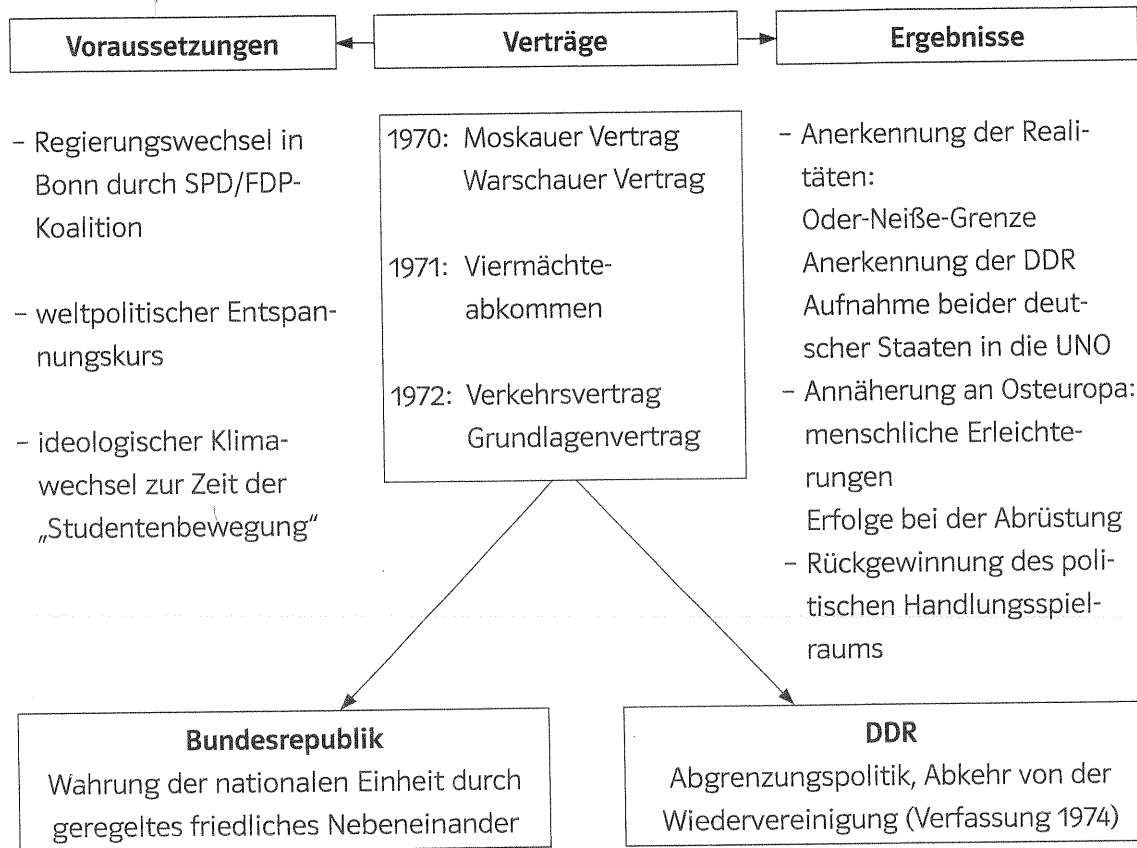 Voraussetzungen
Verträge
Ergebnisse
– Regierungswechsel in
Bonn durch SPD/FDP-
Koalition
– weltpolitischer Entspan-
nungskurs
– ideologischer Klima-
wechsel zur Zeit der
„Studentenbewegung“
1970: Moskauer Vertrag
Warschauer Vertrag
1971: Viermächte-
abkommen
1972: Verkehrsvertrag
Grundlagenvertrag
– Anerkennung der Reali-
täten:
Oder-Neiße-Grenze
Anerkennung der DDR
Aufnahme beider deut-
scher Staaten in die UNO
– Annäherung an Osteuropa:
menschliche Erleichte-
rungen
Erfolge bei der Abrüstung
– Rückgewinnung des poli-
tischen Handlungsspiel-
raums
Bundesrepublik
Wahrung der nationalen Einheit durch
geregeltes friedliches Nebeneinander
DDR
Abgrenzungspolitik, Abkehr von der
Wiedervereinigung (Verfassung 1974)